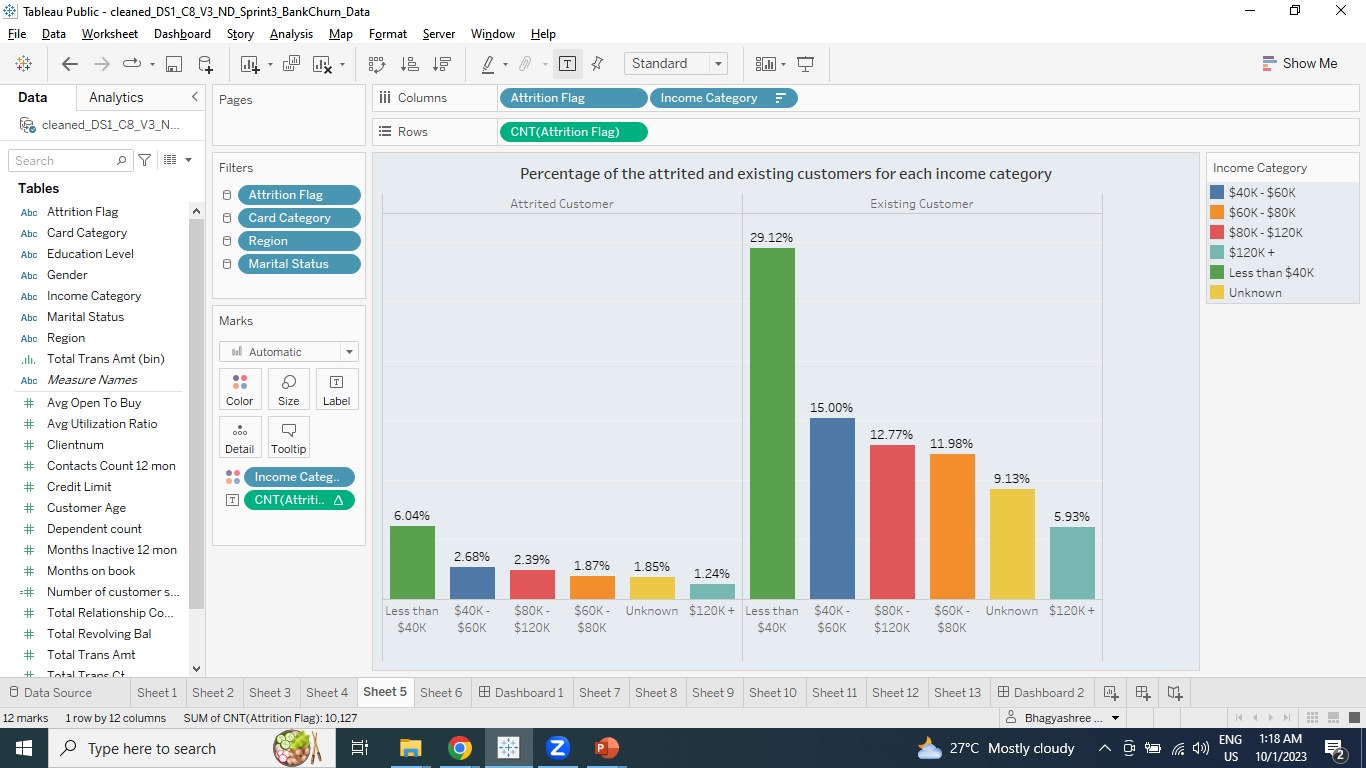 Tableau Public - cleaned_DS1_C8_V3_ND_Sprint3_BankChurn_Data
File Data Worksheet Dashboard Story Analysis Map Format Server Window Help
Standard
Show Me
Data Analytics
cleaned_DS1_C8_V3_N...
Search
Tables
Abc Attrition Flag
Abc Card Category
Abc Education Level
Abc Gender
Abc Income Category
Abc Marital Status
Abc Region
Total Trans Amt (bin)
Abc Measure Names
# Avg Open To Buy
# Avg Utilization Ratio
# Clientnum
# Contacts Count 12 mon
# Credit Limit
# Customer Age
# Dependent count
# Months Inactive 12 mon
# Months on book
=# Number of customer s...
# Total Relationship Co...
# Total Revolving Bal
# Total Trans Amt
# Total Trans Ct
Pages
Filters
Attrition Flag
Card Category
Region
Marital Status
Marks
Automatic
Color Size Label
Detail Tooltip
Income Categ..
CNT(Attriti.. △
Columns Attrition Flag Income Category
Rows CNT(Attrition Flag)
Percentage of the attrited and existing customers for each income category
Attrited Customer Existing Customer
6.04% 2.68% 2.39% 1.87% 1.85% 1.24% 29.12% 15.00% 12.77% 11.98% 9.13% 5.93%
Less than $40K - $80K - $60K - Unknown $120K + Less than $40K - $80K - $60K - Unknown $120K +
$40K $60K $120K $80K $40K $60K $120K $80K
Income Category
$40K - $60K
$60K - $80K
$80K - $120K
$120K +
Less than $40K
Unknown
Data Source Sheet 1 Sheet 2 Sheet 3 Sheet 4 Sheet 5 Sheet 6 Dashboard 1 Sheet 7 Sheet 8 Sheet 9 Sheet 10 Sheet 11 Sheet 12 Sheet 13 Dashboard 2
12 marks 1 row by 12 columns SUM of CNT(Attrition Flag): 10,127 Bhagyashree ...
Type here to search
27°C Mostly cloudy
ENG
US
1:18 AM
10/1/2023
2